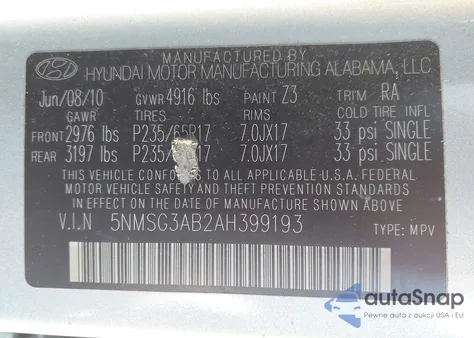 MANUFACTURED BY
HYUNDAI MOTOR MANUFACTURING ALABAMA, LLC
Jun/08/10 GVWR 4916 lbs PAINT Z3 TRIM RA
GAWR TIRES RIMS COLD TIRE INFL
FRONT 2976 lbs P235/65R17 7.0JX17 33 psi SINGLE
REAR 3197 lbs P235/ 17 7.0JX17 33 psi SINGLE
THIS VEHICLE CONFORMS TO ALL APPLICABLE U.S.A. FEDERAL
MOTOR VEHICLE SAFETY AND THEFT PREVENTION STANDARDS IN
EFFECT ON THE DATE OF MANUFACTURE SHOWN ABOVE.
V.I.N 5NMSG3AB2AH399193
TYPE: MPV
autoSnap
Pewne auta z aukcji USA i EU